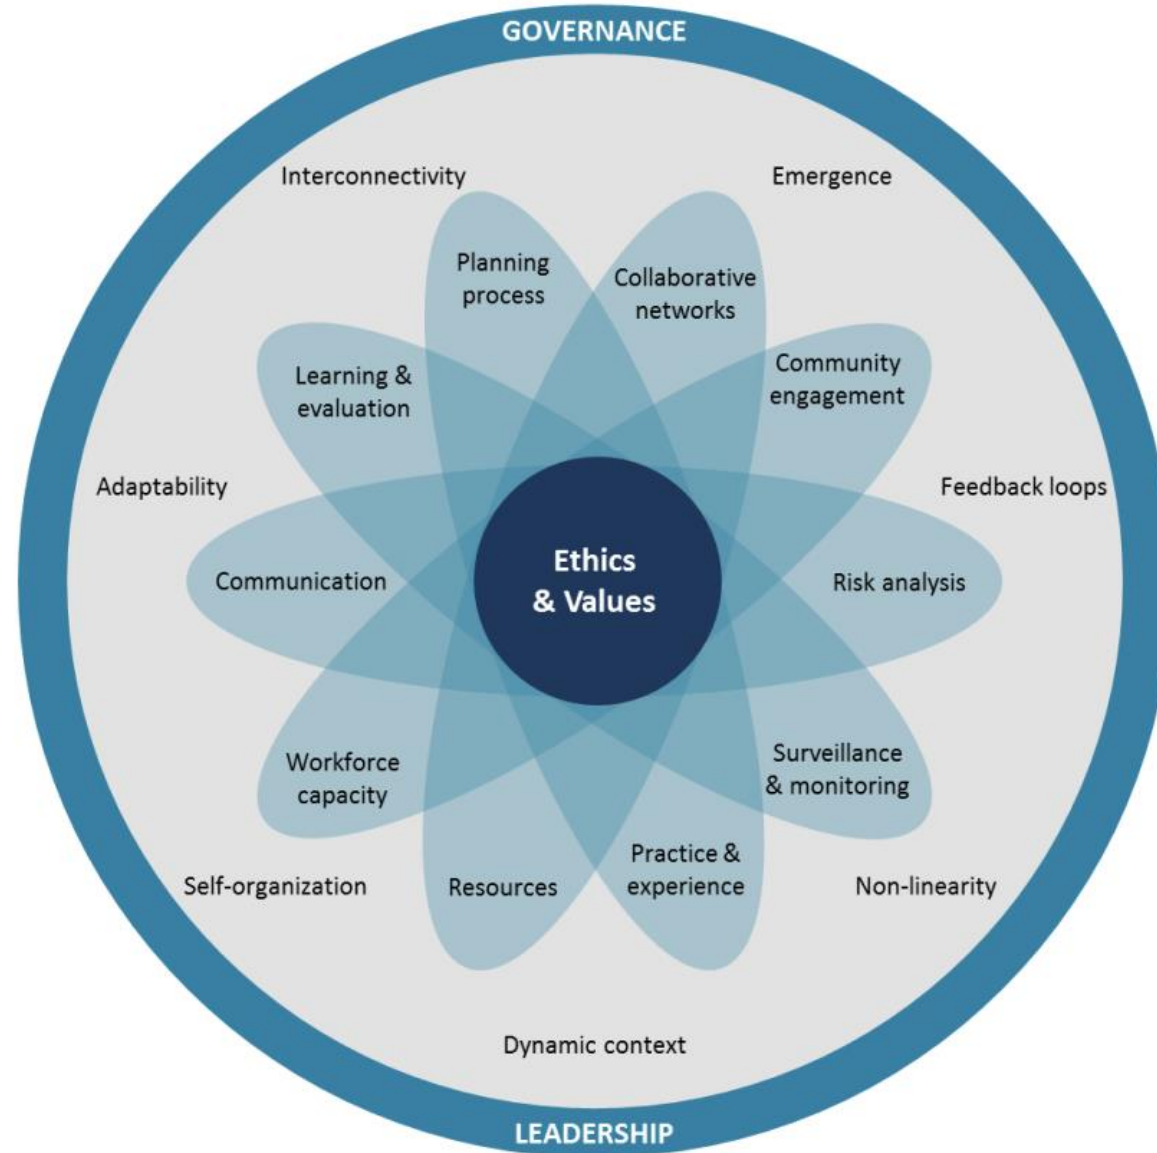 GOVERNANCE
Interconnectivity
Emergence
Planning
process
Collaborative
networks
Community
engagement
Learning &
evaluation
Adaptability
Feedback loops
Communication
Ethics
& Values
Risk analysis
Workforce
capacity
Surveillance
& monitoring
Self-organization
Resources
Practice &
experience
Non-linearity
Dynamic context
LEADERSHIP